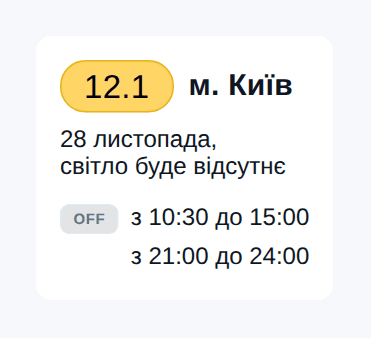 12.1 м. Київ
28 листопада,
світло буде відсутнє
OFF з 10:30 до 15:00
з 21:00 до 24:00